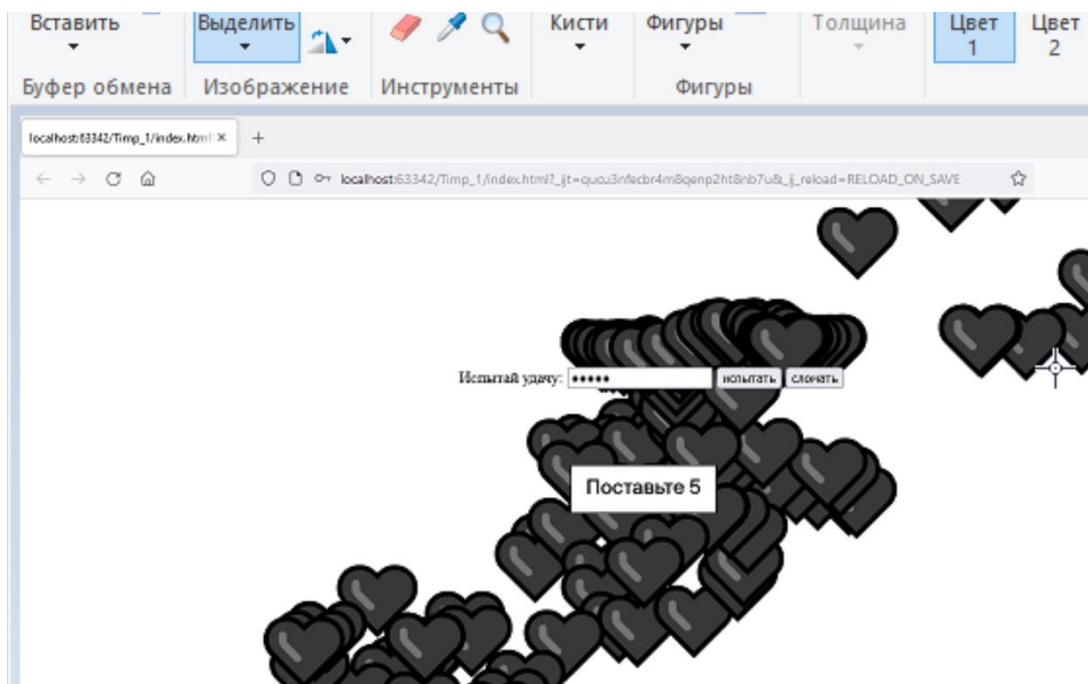 Вставить
Выделить
Кисти
Фигуры
Толщина
Цвет 1
Цвет 2
Буфер обмена
Изображение
Инструменты
Фигуры
localhost:63342/Timp_1/index.html
localhost:63342/Timp_1/index.html?_ijt=quou3nfecbr4m8qenp2ht8nb7u&_ij_reload=RELOAD_ON_SAVE
Испытай удачу: ••••• испытать сломать
Поставьте 5